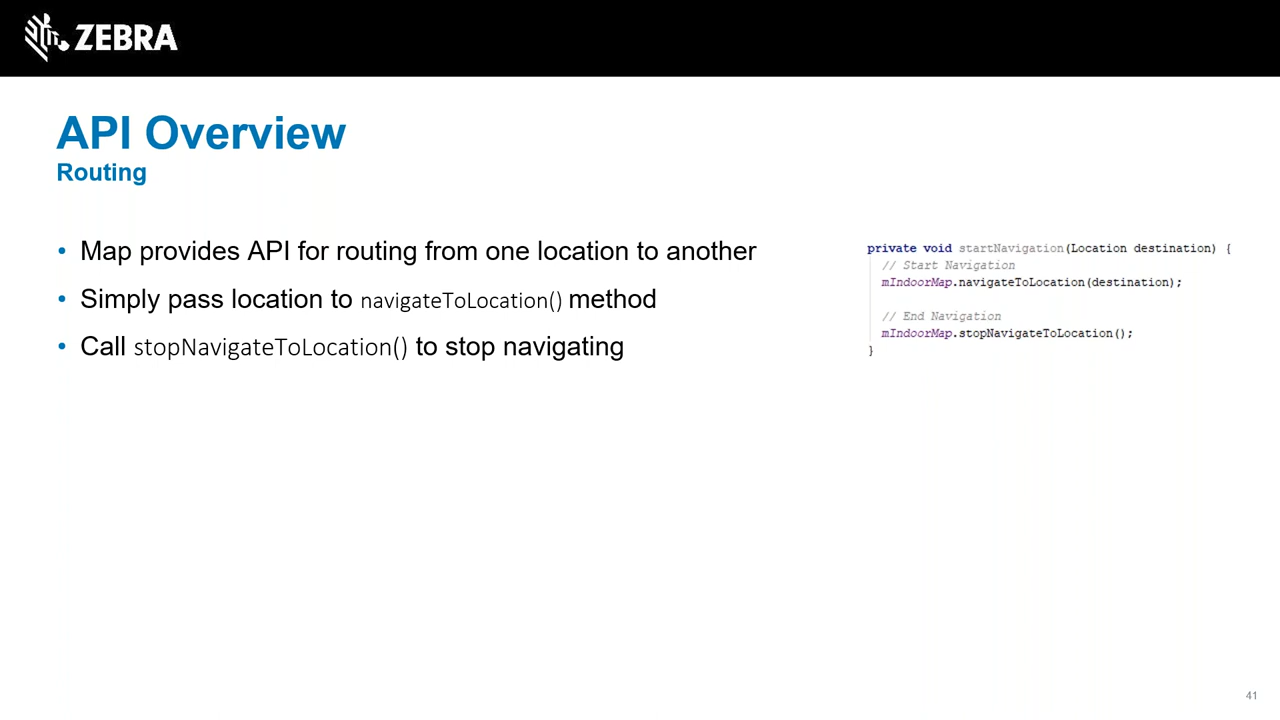 ZEBRA
API Overview
Routing
• Map provides API for routing from one location to another
• Simply pass location to navigateToLocation() method
• Call stopNavigateToLocation() to stop navigating
private void startNavigation(Location destination) {
// Start Navigation
mIndoorMap.navigateToLocation(destination);
// End Navigation
mIndoorMap.stopNavigateToLocation();
}
41